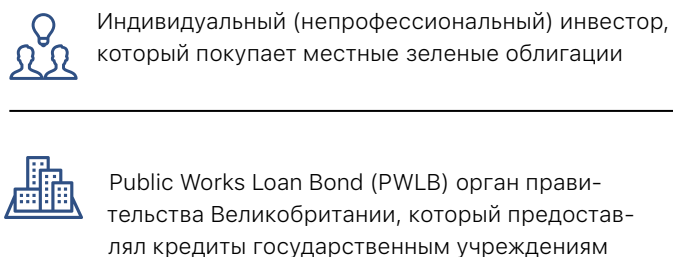 Индивидуальный (непрофессиональный) инвестор,
который покупает местные зеленые облигации
Public Works Loan Bond (PWLB) орган прави-
тельства Великобритании, который предостав-
лял кредиты государственным учреждениям